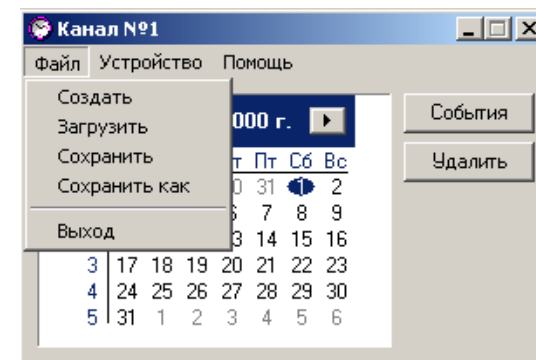 Канал №1
Файл Устройство Помощь
Создать
Загрузить
Сохранить
Сохранить как
Выход
000 г.
События
Удалить
т Пт Сб Вс
0 31 1 2
6 7 8 9
3 14 15 16
3 17 18 19 20 21 22 23
4 24 25 26 27 28 29 30
5 31 1 2 3 4 5 6